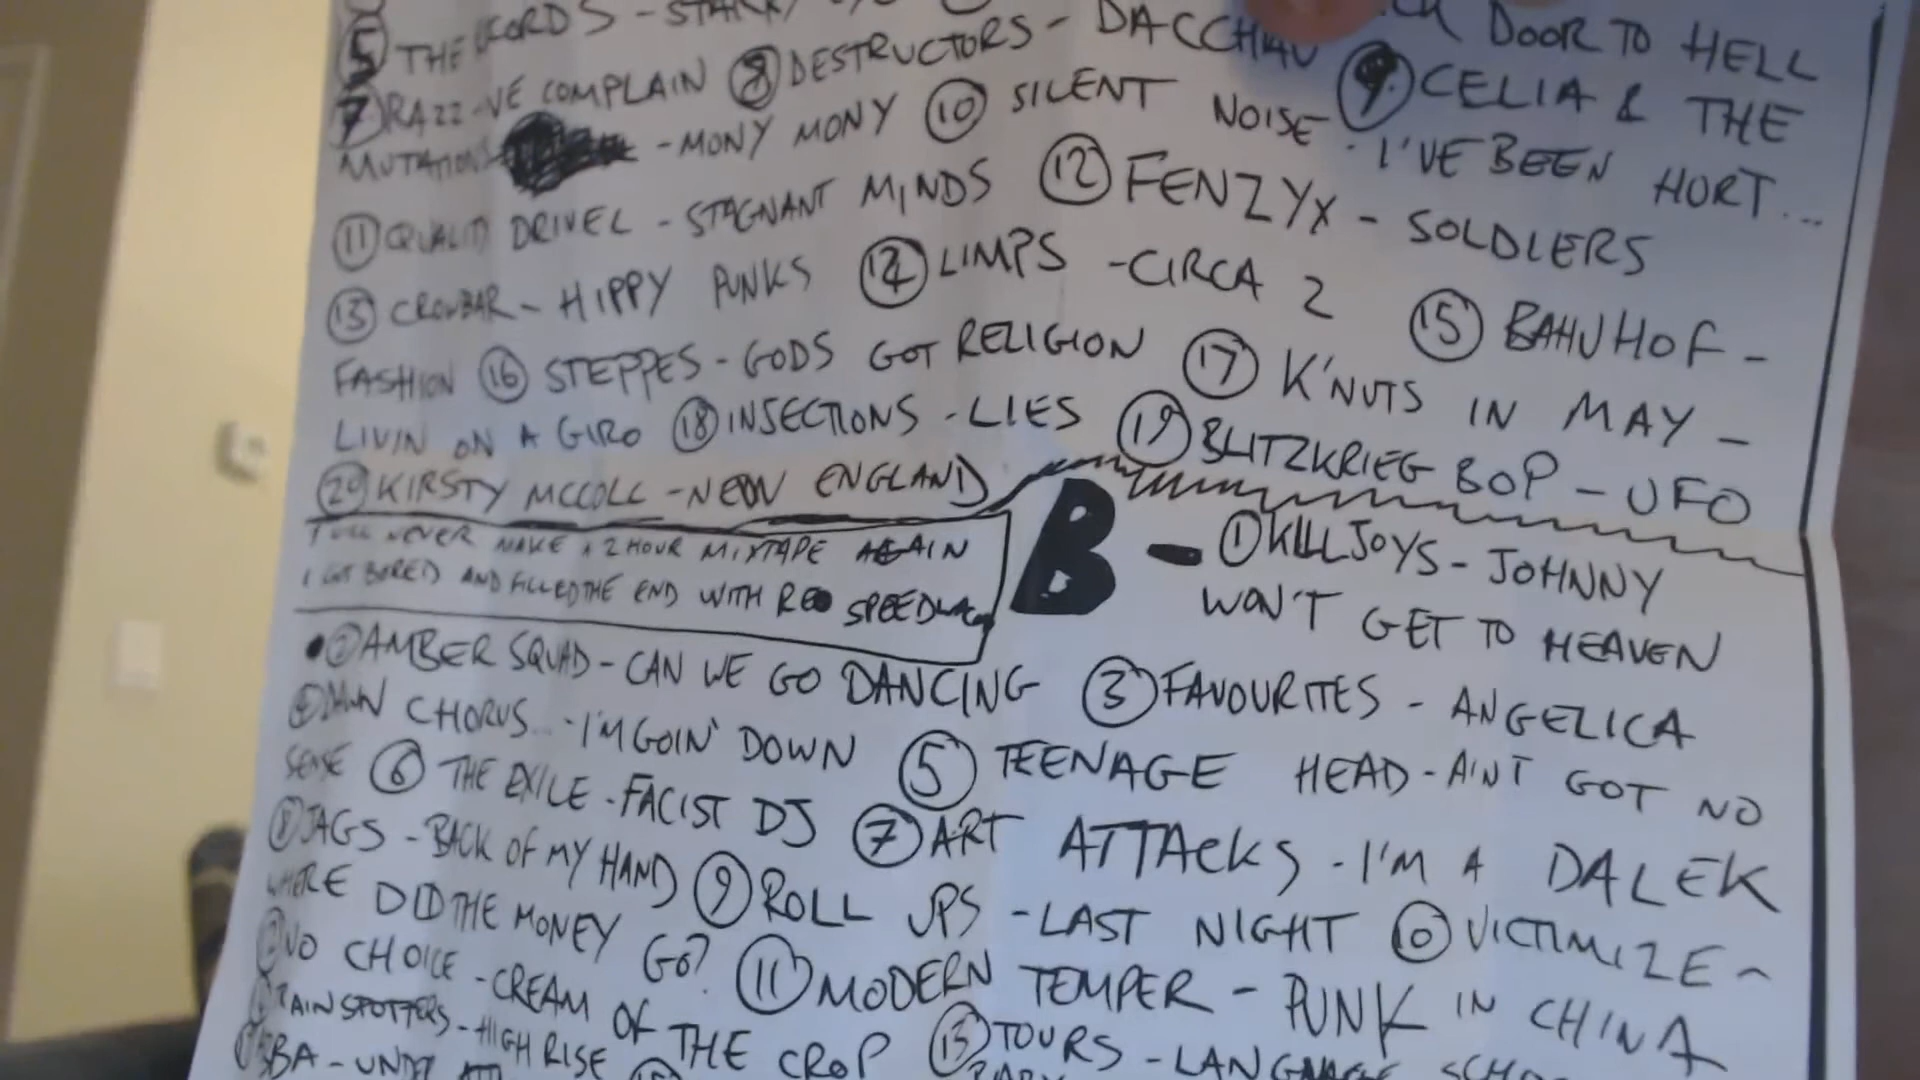 5 THE LORDS -
DOOR TO HELL
7 RAZZ - VE COMPLAIN 8 DESTRUCTORS - DACCHAU 9 CELIA & THE
MUTATIONS - MONY MONY 10 SILENT NOISE - I'VE BEEN HURT...
11 QUALITY DRIVEL - STAGNANT MINDS 12 FENZYX - SOLDIERS
13 CROWBAR - HIPPY PUNKS 14 LIMPS - CIRCA 2 15 BAHNHOF -
FASHION 16 STEPPES - GODS GOT RELIGION 17 K'NUTS IN MAY -
LIVIN ON A GIRO 18 INSECTIONS - LIES 19 BLITZKRIEG BOP - UFO
20 KIRSTY MCCOLL - NEW ENGLAND
I WILL NEVER MAKE A 2 HOUR MIXTAPE AGAIN
I GOT BORED AND FILLED THE END WITH REO SPEEDWAG
B - 1 KILLJOYS - JOHNNY
WON'T GET TO HEAVEN
2 AMBER SQUAD - CAN WE GO DANCING 3 FAVOURITES - ANGELICA
4 DAWN CHORUS... - I'M GOIN' DOWN 5 TEENAGE HEAD - AINT GOT NO
SENSE 6 THE EXILE - FACIST DJ 7 ART ATTACKS - I'M A DALEK
8 JAGS - BACK OF MY HAND 9 ROLL UPS - LAST NIGHT 10 VICTIMIZE -
WHERE DID THE MONEY GO? 11 MODERN TEMPER - PUNK IN CHINA
12 NO CHOICE - CREAM OF THE CROP 13 TOURS - LANGUAGE
TRAINSPOTTERS - HIGH RISE